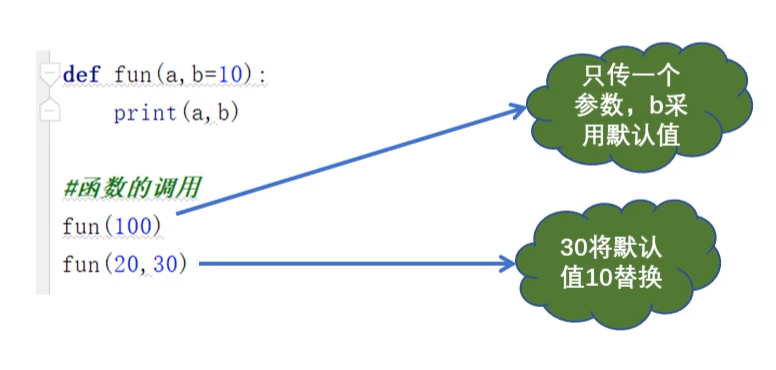 def fun(a,b=10):
    print(a,b)
#函数的调用
fun(100)
fun(20,30)
只传一个
参数，b采
用默认值
30将默认
值10替换